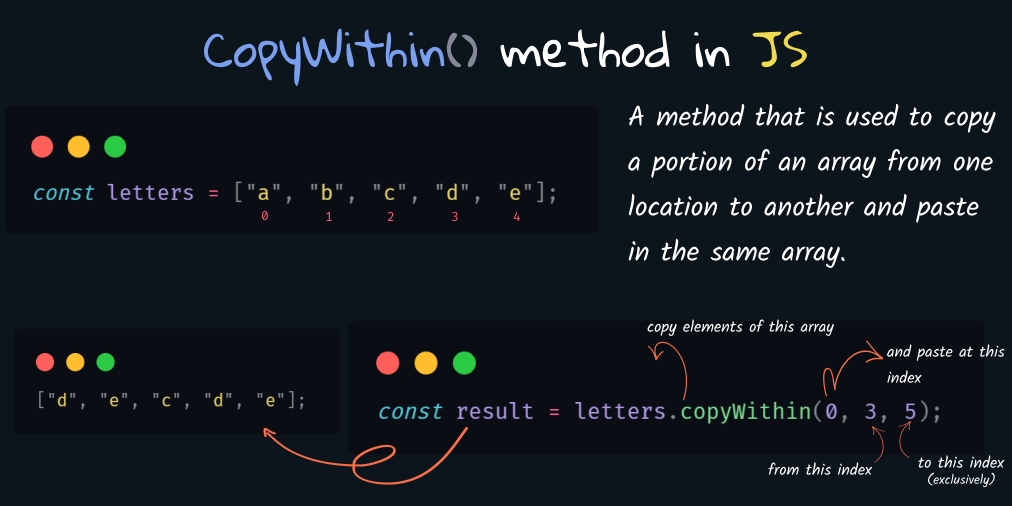 CopyWithin() method in JS
const letters = ["a", "b", "c", "d", "e"];
0 1 2 3 4
A method that is used to copy
a portion of an array from one
location to another and paste
in the same array.
["d", "e", "c", "d", "e"];
copy elements of this array
and paste at this
index
const result = letters.copyWithin(0, 3, 5);
from this index
to this index
(exclusively)